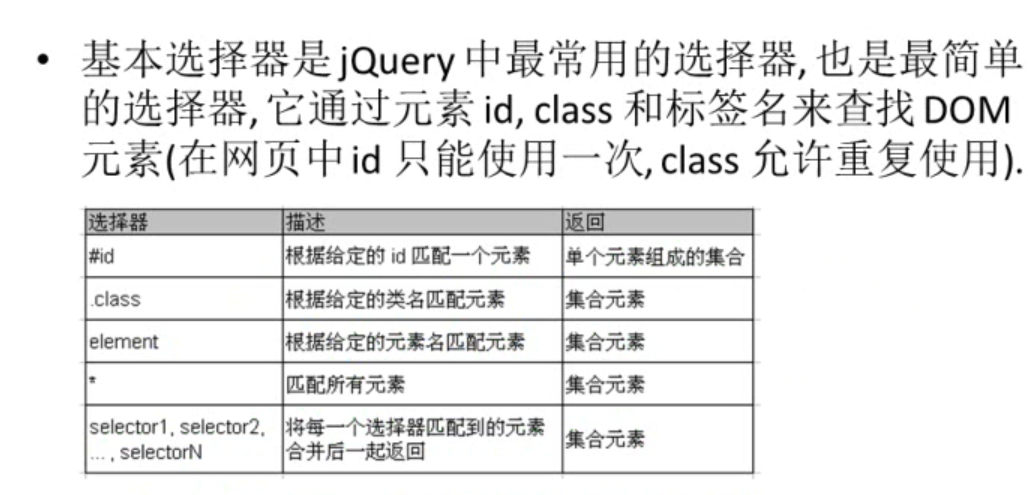 • 基本选择器是 jQuery 中最常用的选择器, 也是最简单
的选择器, 它通过元素 id, class 和标签名来查找 DOM
元素(在网页中 id 只能使用一次, class 允许重复使用).
选择器 描述 返回
#id 根据给定的 id 匹配一个元素 单个元素组成的集合
.class 根据给定的类名匹配元素 集合元素
element 根据给定的元素名匹配元素 集合元素
* 匹配所有元素 集合元素
selector1, selector2, 将每一个选择器匹配到的元素 集合元素
... , selectorN 合并后一起返回